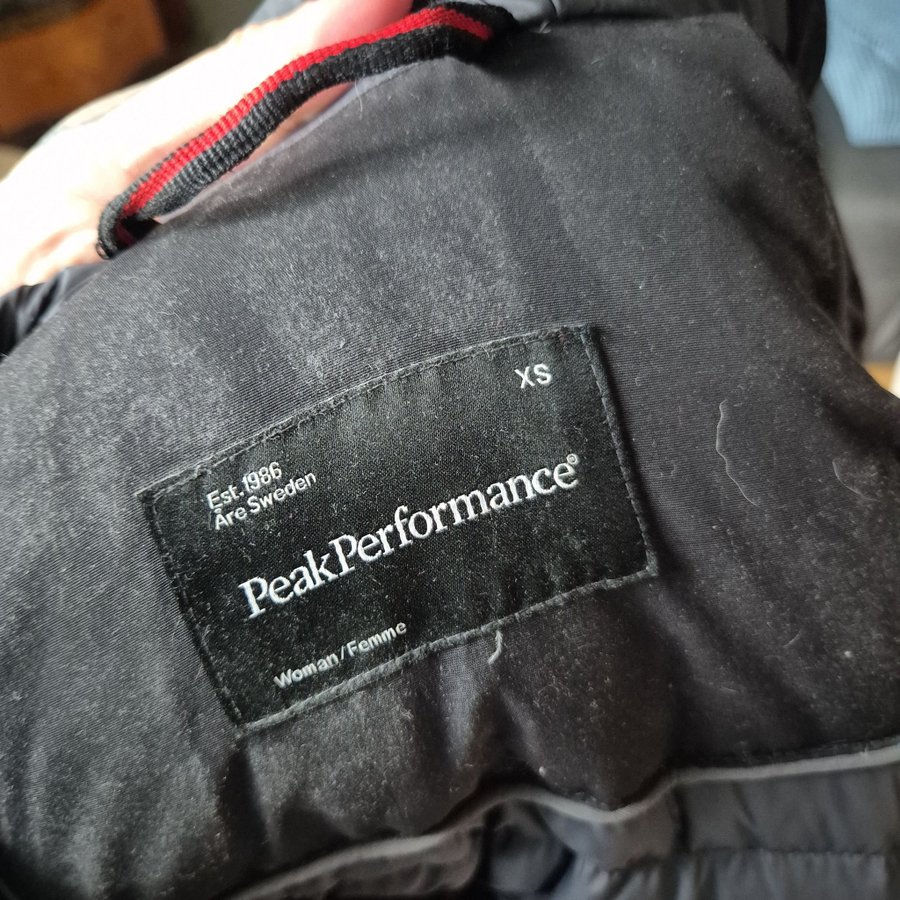 XS
Est.1986
Åre Sweden
PeakPerformance®
Woman/Femme